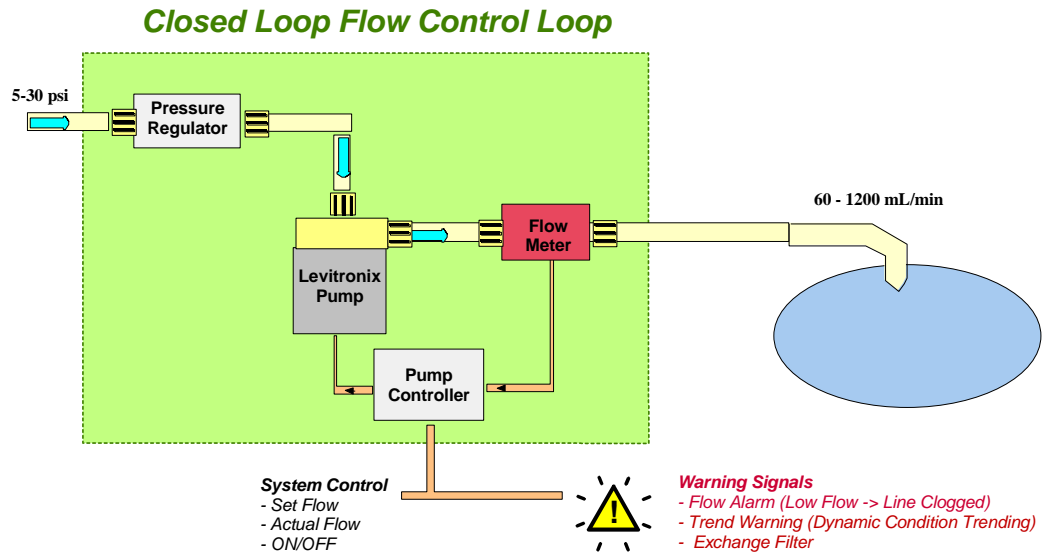 Closed Loop Flow Control Loop
5-30 psi
Pressure
Regulator
60 - 1200 mL/min
Flow
Meter
Levitronix
Pump
Pump
Controller
System Control
- Set Flow
- Actual Flow
- ON/OFF
!
Warning Signals
- Flow Alarm (Low Flow -> Line Clogged)
- Trend Warning (Dynamic Condition Trending)
- Exchange Filter